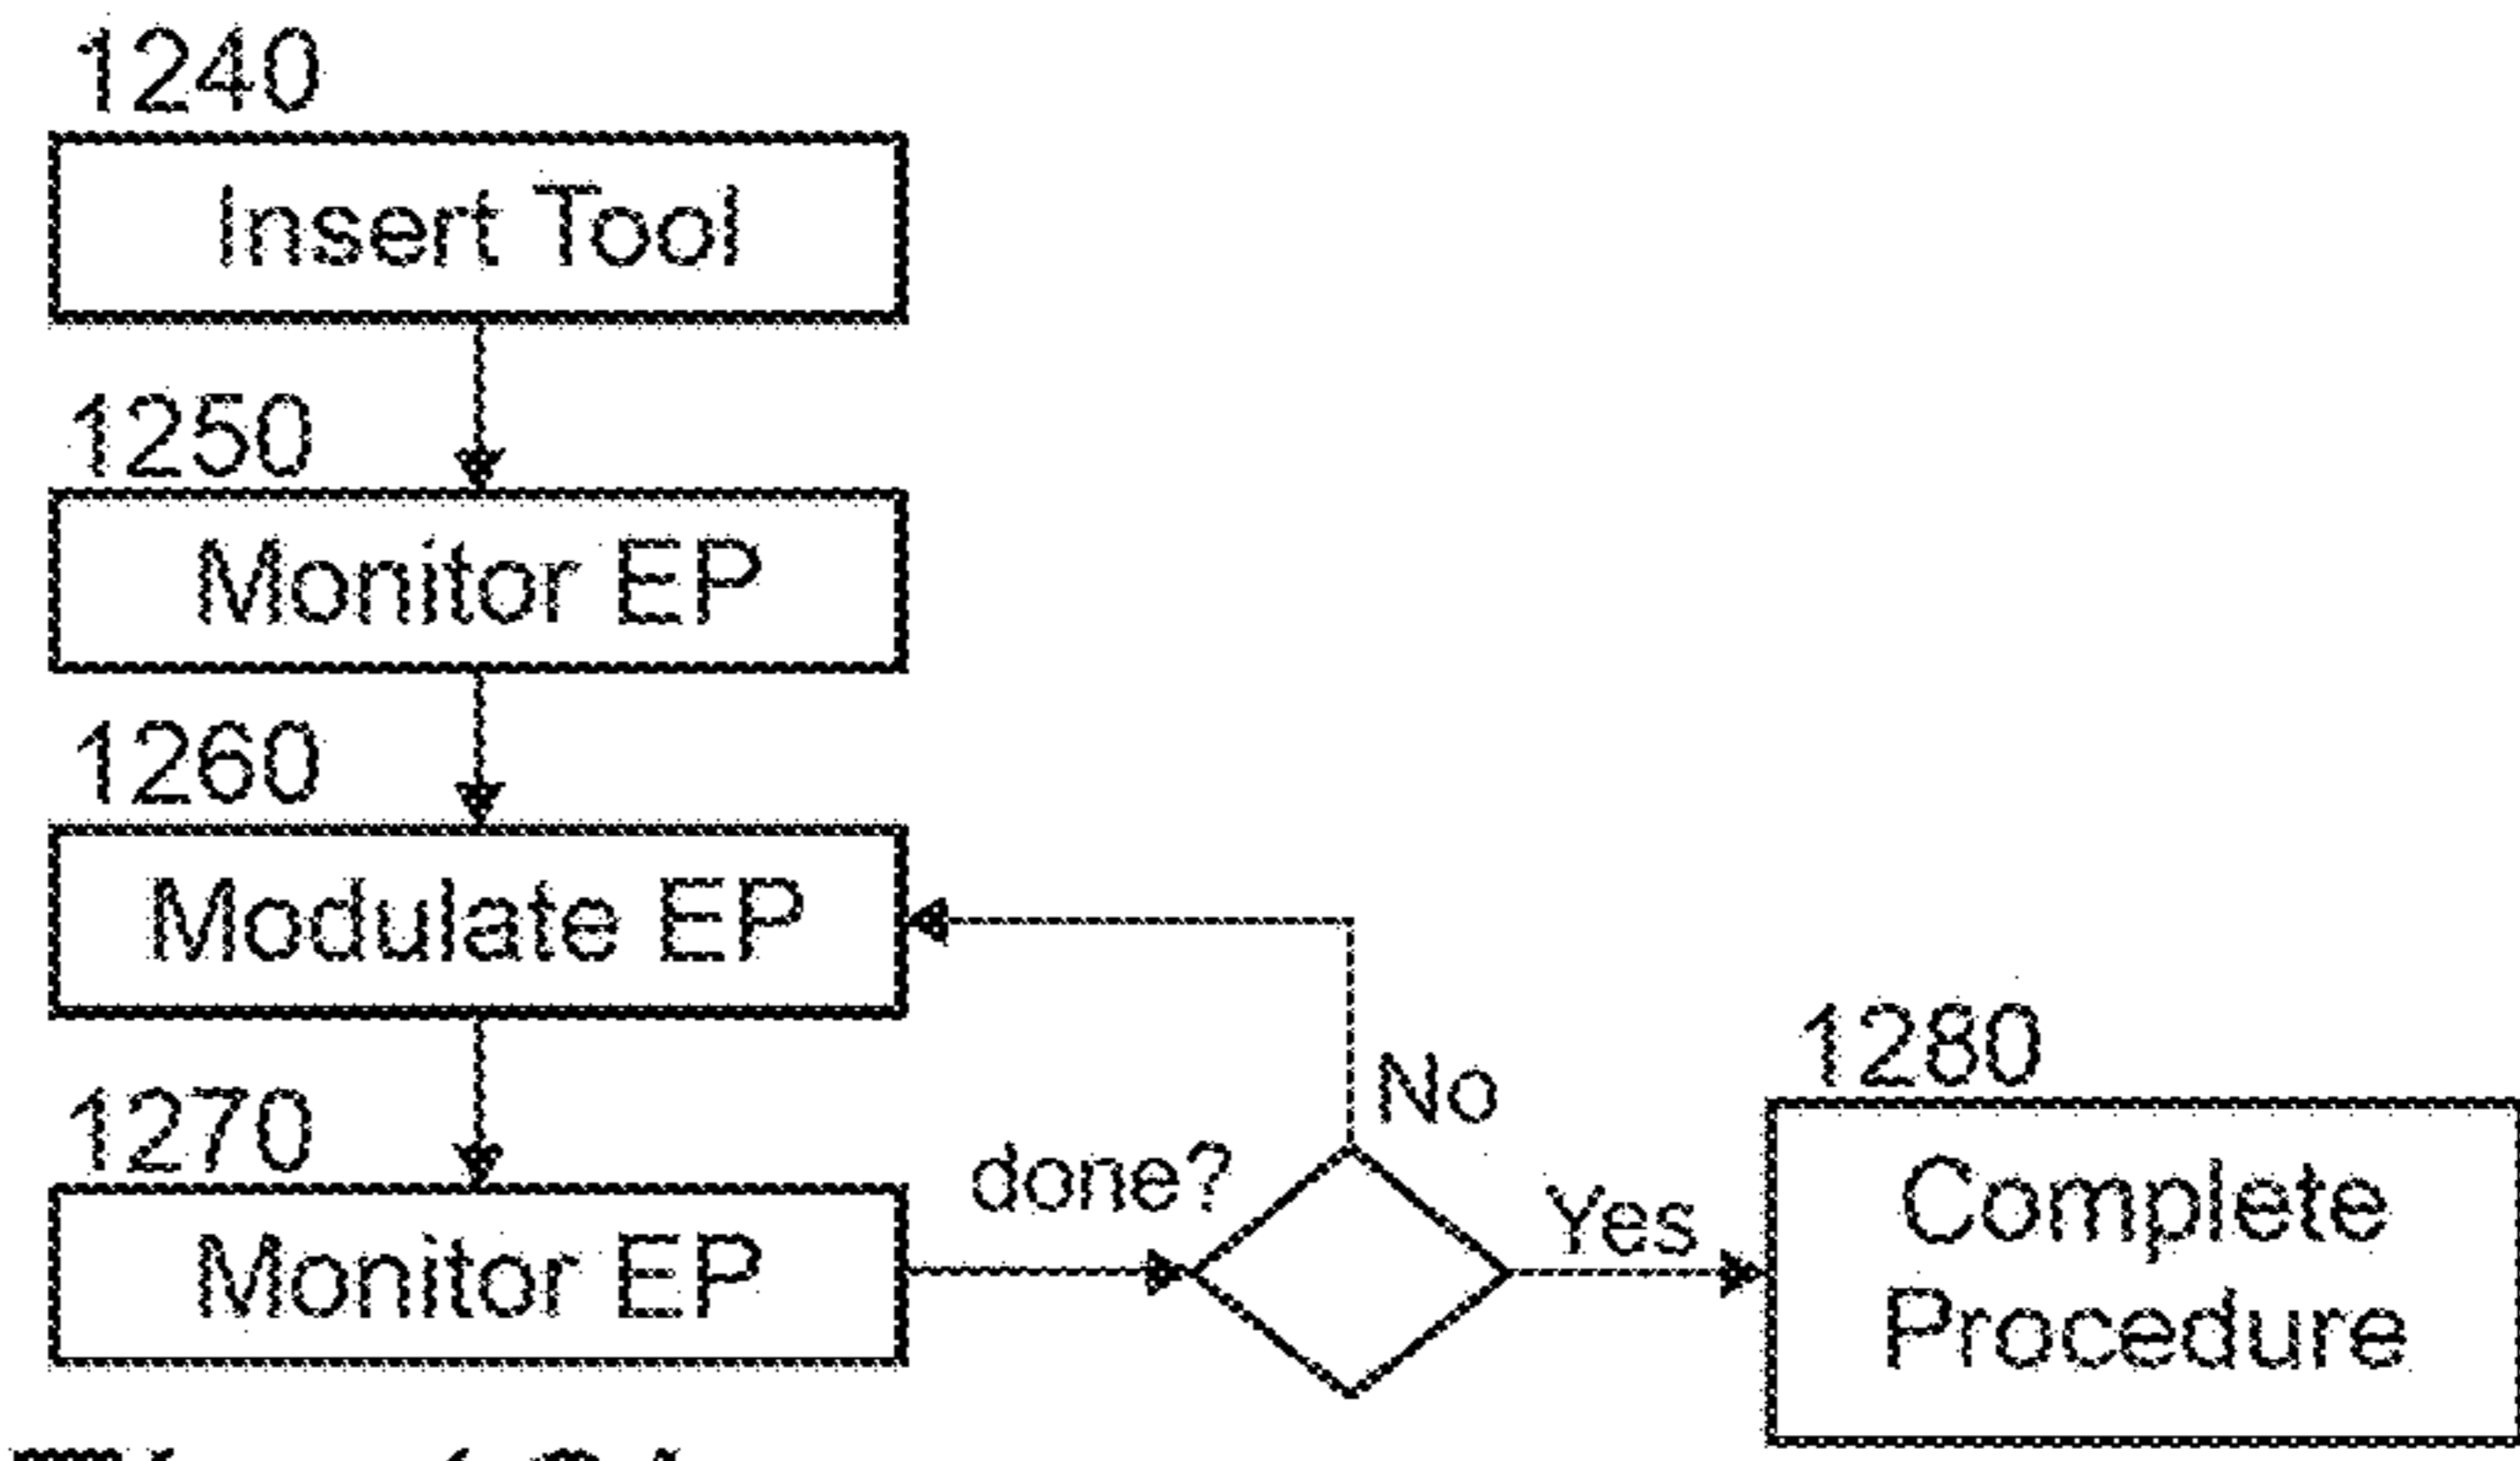 1240
Insert Tool
1250
Monitor EP
1260
Modulate EP
1270
Monitor EP
done?
No
Yes
1280
Complete
Procedure